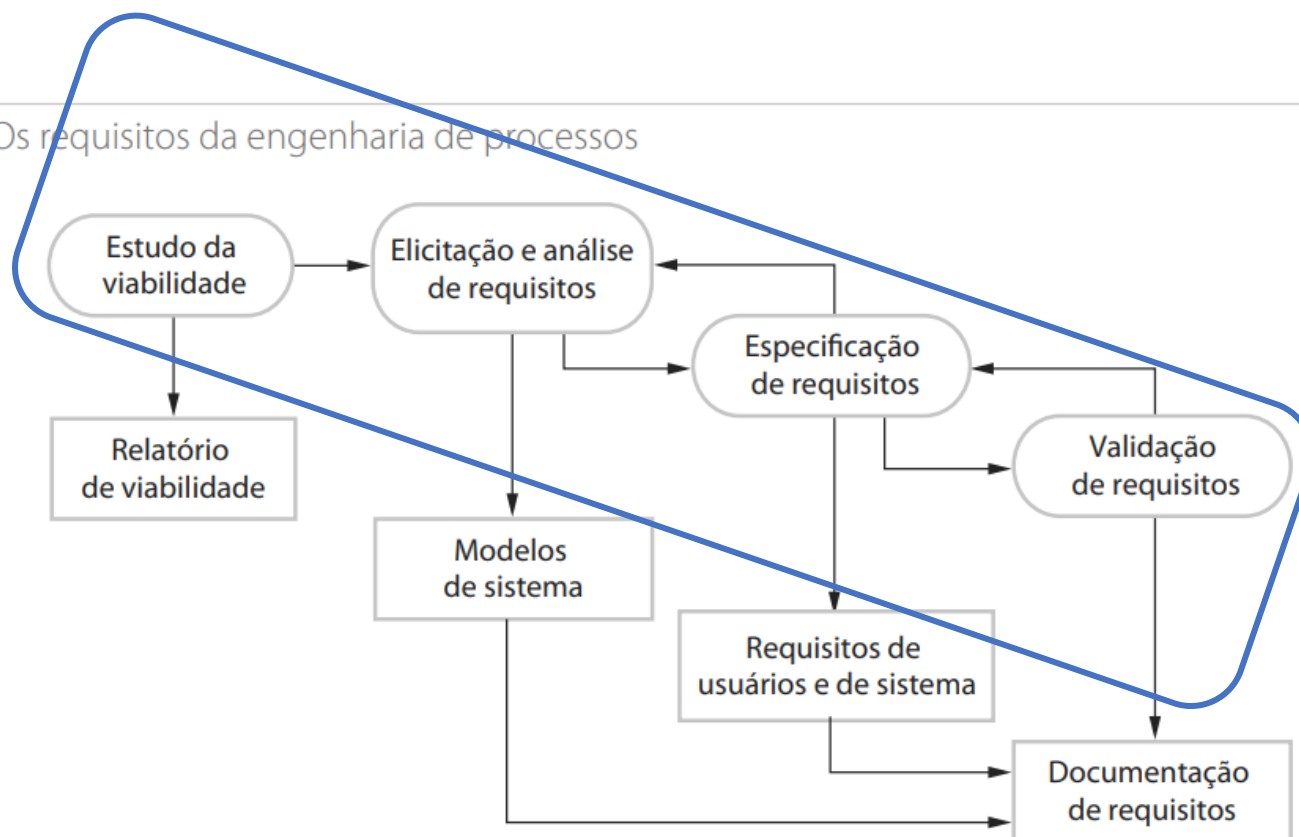 Os requisitos da engenharia de processos
Estudo da
viabilidade
Elicitação e análise
de requisitos
Especificação
de requisitos
Validação
de requisitos
Relatório
de viabilidade
Modelos
de sistema
Requisitos de
usuários e de sistema
Documentação
de requisitos